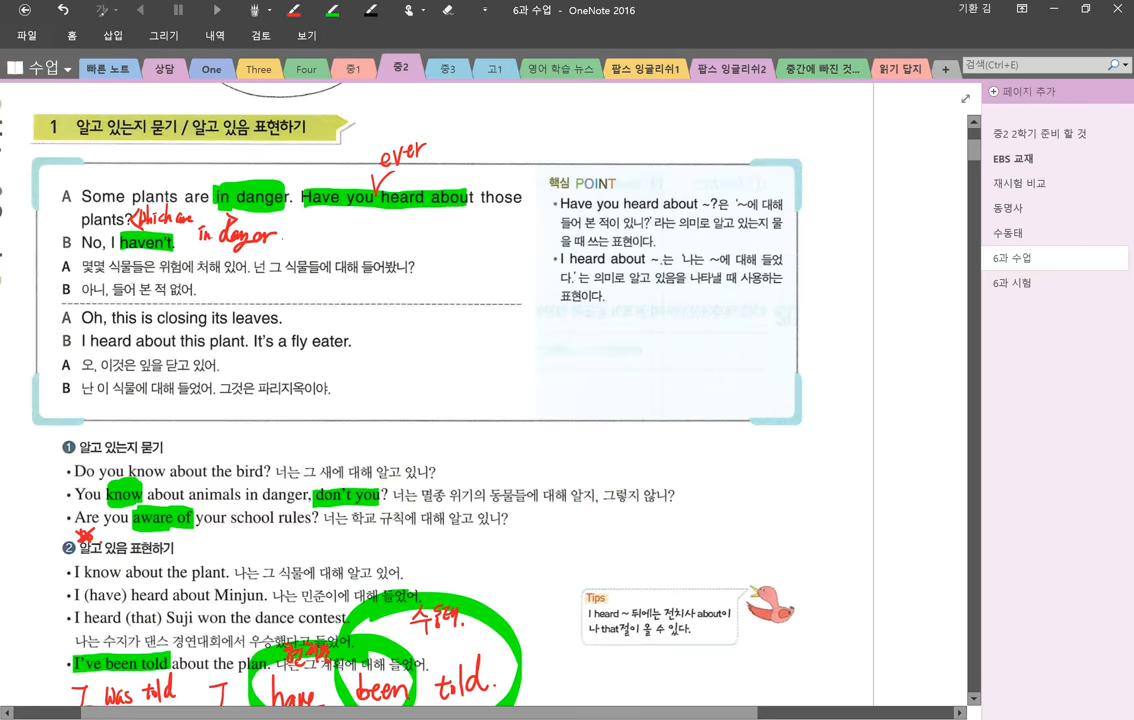 6과 수업 - OneNote 2016
기환 김
파일 홈 삽입 그리기 내역 검토 보기
수업 빠른 노트 상담 One Three Four 중1 중2 중3 고1 영어 학습 뉴스 팝스 잉글리쉬1 팝스 잉글리쉬2 중간에 빠진 것... 읽기 답지 + 검색(Ctrl+E)
페이지 추가
중2 2학기 준비 할 것
EBS 교재
재시험 비교
동명사
수동태
6과 수업
6과 시험
1 알고 있는지 묻기 / 알고 있음 표현하기
ever
A Some plants are in danger. Have you heard about those
plants? which are
in danger.
B No, I haven't.
A 몇몇 식물들은 위험에 처해 있어. 넌 그 식물들에 대해 들어봤니?
B 아니, 들어 본 적 없어.
A Oh, this is closing its leaves.
B I heard about this plant. It's a fly eater.
A 오, 이것은 잎을 닫고 있어.
B 난 이 식물에 대해 들었어. 그것은 파리지옥이야.
핵심 POINT
• Have you heard about ~?은 '~에 대해
들어 본 적이 있니?' 라는 의미로 알고 있는지 물
을 때 쓰는 표현이다.
• I heard about ~.는 '나는 ~에 대해 들었
다.'는 의미로 알고 있음을 나타낼 때 사용하는
표현이다.
1 알고 있는지 묻기
• Do you know about the bird? 너는 그 새에 대해 알고 있니?
• You know about animals in danger, don't you? 너는 멸종 위기의 동물들에 대해 알지, 그렇지 않니?
• Are you aware of your school rules? 너는 학교 규칙에 대해 알고 있니?
2 알고 있음 표현하기
• I know about the plant. 나는 그 식물에 대해 알고 있어.
• I (have) heard about Minjun. 나는 민준이에 대해 들었어.
• I heard (that) Suji won the dance contest.
수동태.
나는 수지가 댄스 경연대회에서 우승했다고 들었어.
• I've been told about the plan. 나는 그 계획에 대해 들었어.
I was told I have been told.
Tips
I heard ~ 뒤에는 전치사 about이
나 that절이 올 수 있다.